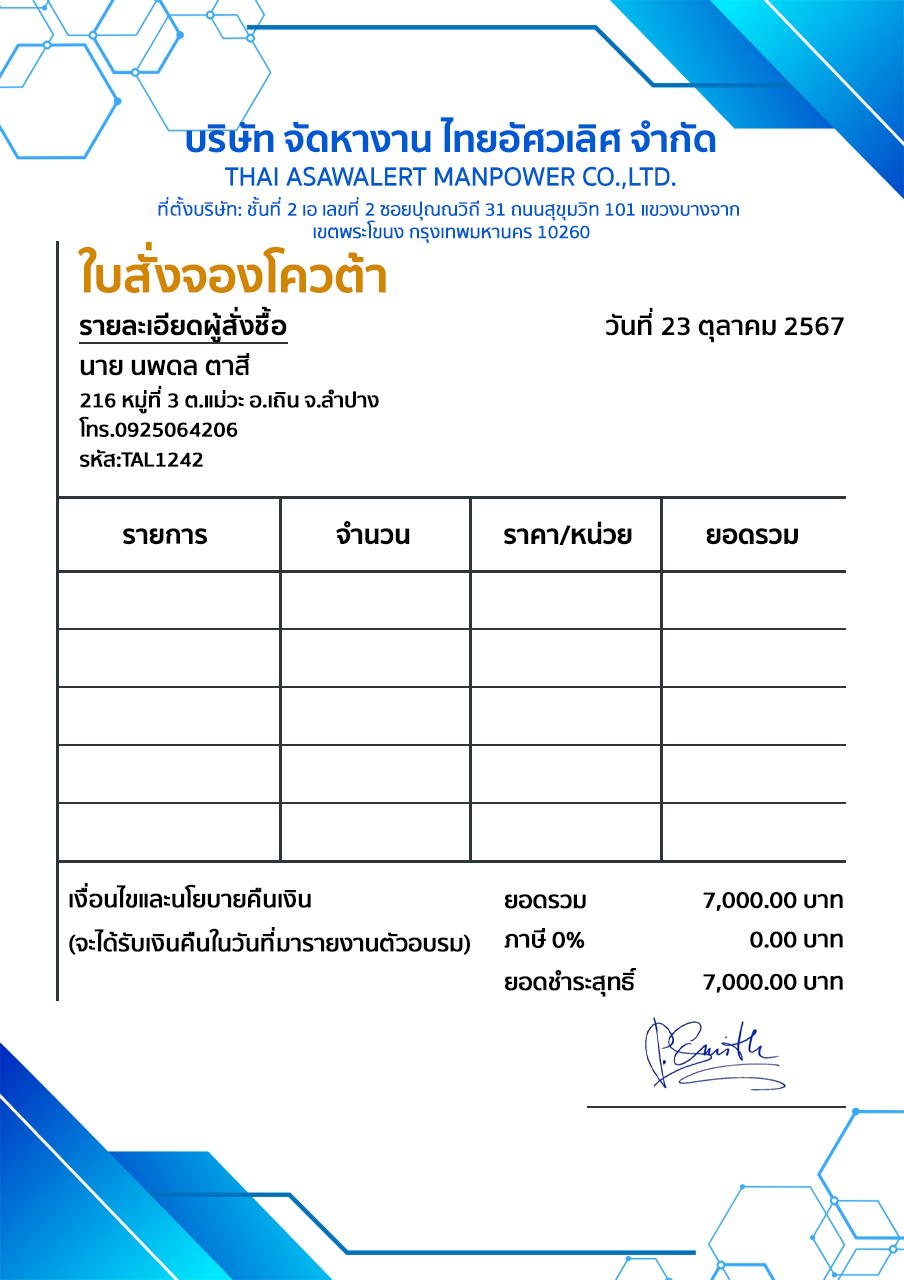 บริษัท จัดหางาน ไทยอัศวเลิศ จำกัด
THAI ASAWALERT MANPOWER CO.,LTD.
ที่ตั้งบริษัท: ชั้นที่ 2 เอ เลขที่ 2 ซอยปุณณวิถี 31 ถนนสุขุมวิท 101 แขวงบางจาก
เขตพระโขนง กรุงเทพมหานคร 10260
ใบสั่งจองโควต้า
รายละเอียดผู้สั่งซื้อ
วันที่ 23 ตุลาคม 2567
นาย นพดล ตาสี
216 หมู่ที่ 3 ต.แม่วะ อ.เถิน จ.ลำปาง
โทร.0925064206
รหัส:TAL1242
รายการ จำนวน ราคา/หน่วย ยอดรวม
เงื่อนไขและนโยบายคืนเงิน
(จะได้รับเงินคืนในวันที่มารายงานตัวอบรม)
ยอดรวม 7,000.00 บาท
ภาษี 0% 0.00 บาท
ยอดชำระสุทธิ์ 7,000.00 บาท
P.Smith